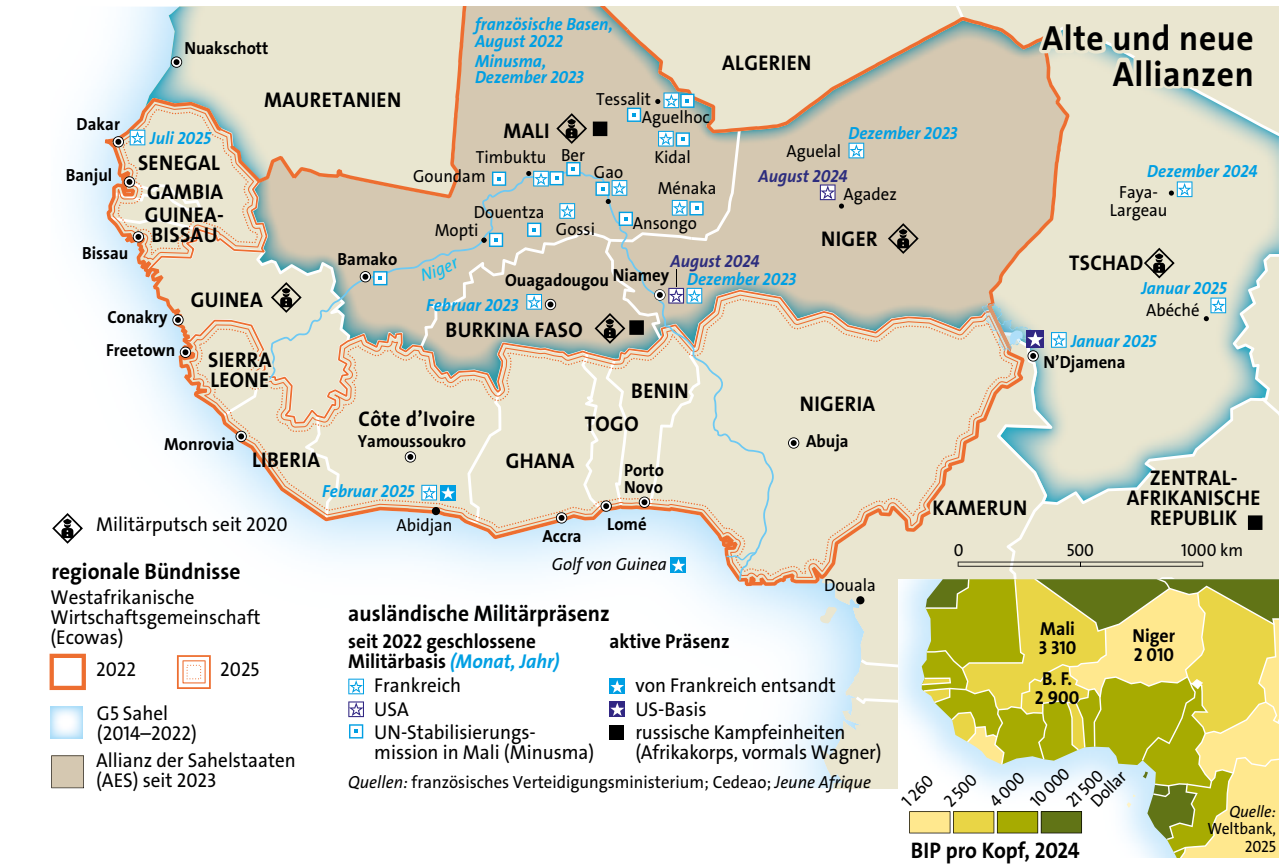 Alte und neue
Allianzen
französische Basen,
August 2022
Minusma,
Dezember 2023
Nuakschott
MAURETANIEN
ALGERIEN
Dakar
Juli 2025
SENEGAL
Banjul
GAMBIA
GUINEA-
BISSAU
Bissau
MALI
Tessalit
Aguelhoc
Kidal
Timbuktu
Ber
Goundam
Gao
Ménaka
Douentza
Gossi
Ansongo
Mopti
Bamako
Niger
Aguelal
Dezember 2023
August 2024
Agadez
NIGER
Dezember 2024
Faya-
Largeau
TSCHAD
Januar 2025
Abéché
Januar 2025
N’Djamena
Ouagadougou
Februar 2023
BURKINA FASO
Niamey
August 2024
Dezember 2023
GUINEA
Conakry
Freetown
SIERRA
LEONE
Monrovia
LIBERIA
Côte d’Ivoire
Yamoussoukro
Februar 2025
Abidjan
GHANA
Accra
TOGO
Lomé
BENIN
Porto
Novo
NIGERIA
Abuja
KAMERUN
Douala
ZENTRAL-
AFRIKANISCHE
REPUBLIK
Golf von Guinea
0 500 1000 km
Militärputsch seit 2020
regionale Bündnisse
Westafrikanische
Wirtschaftsgemeinschaft
(Ecowas)
2022 2025
G5 Sahel
(2014–2022)
Allianz der Sahelstaaten
(AES) seit 2023
ausländische Militärpräsenz
seit 2022 geschlossene
Militärbasis (Monat, Jahr)
Frankreich
USA
UN-Stabilisierungs-
mission in Mali (Minusma)
aktive Präsenz
von Frankreich entsandt
US-Basis
russische Kampfeinheiten
(Afrikakorps, vormals Wagner)
Quellen: französisches Verteidigungsministerium; Cedeao; Jeune Afrique
Mali
3 310
Niger
2 010
B. F.
2 900
1 260 2 500 4 000 10 000 21 500
Dollar
BIP pro Kopf, 2024
Quelle:
Weltbank,
2025